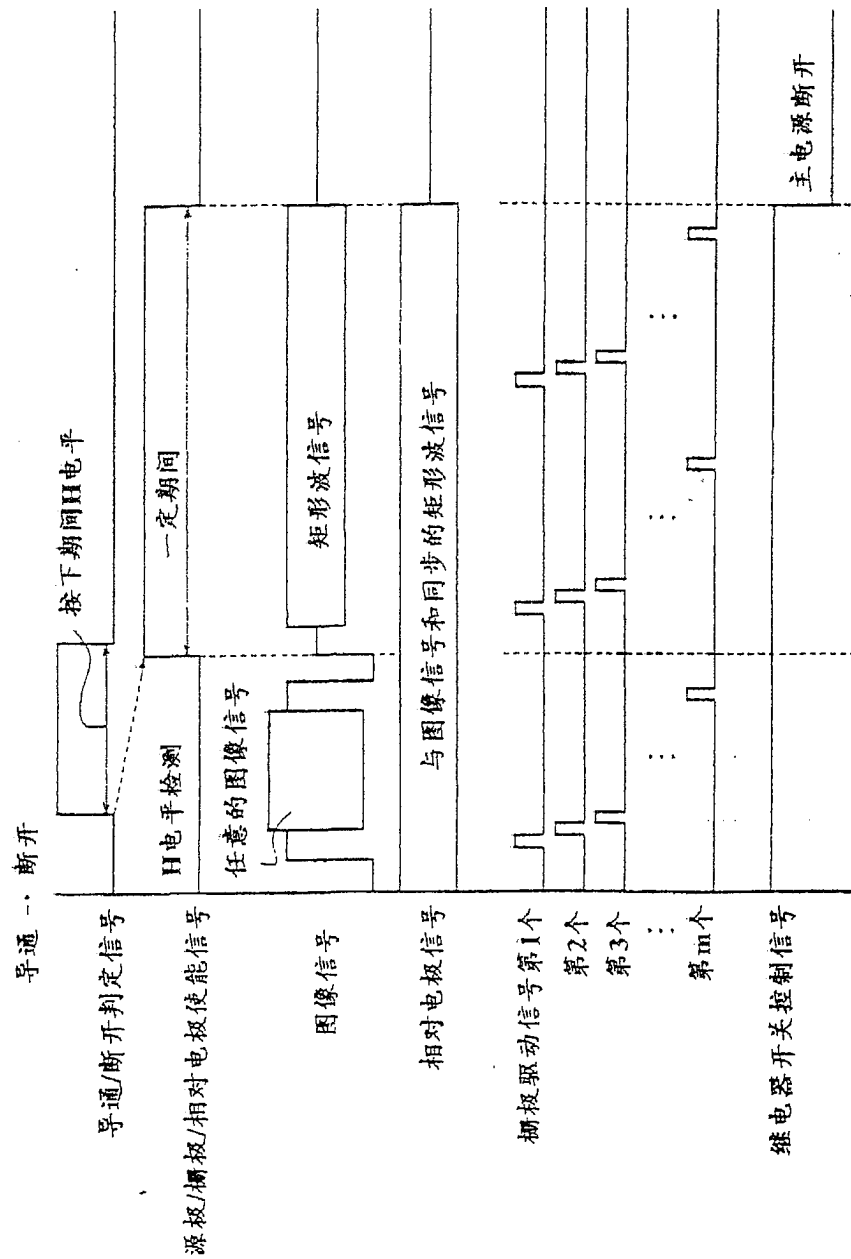 导通 → 断开
导通/断开判定信号
按下期间H电平
源极/栅极/相对电极使能信号
H电平检测
一定期间
图像信号
任意的图像信号
矩形波信号
相对电极信号
与图像信号和同步的矩形波信号
栅极驱动信号第1个
第2个
第3个
⋮
第m个
⋮
⋮
⋮
继电器开关控制信号
主电源断开